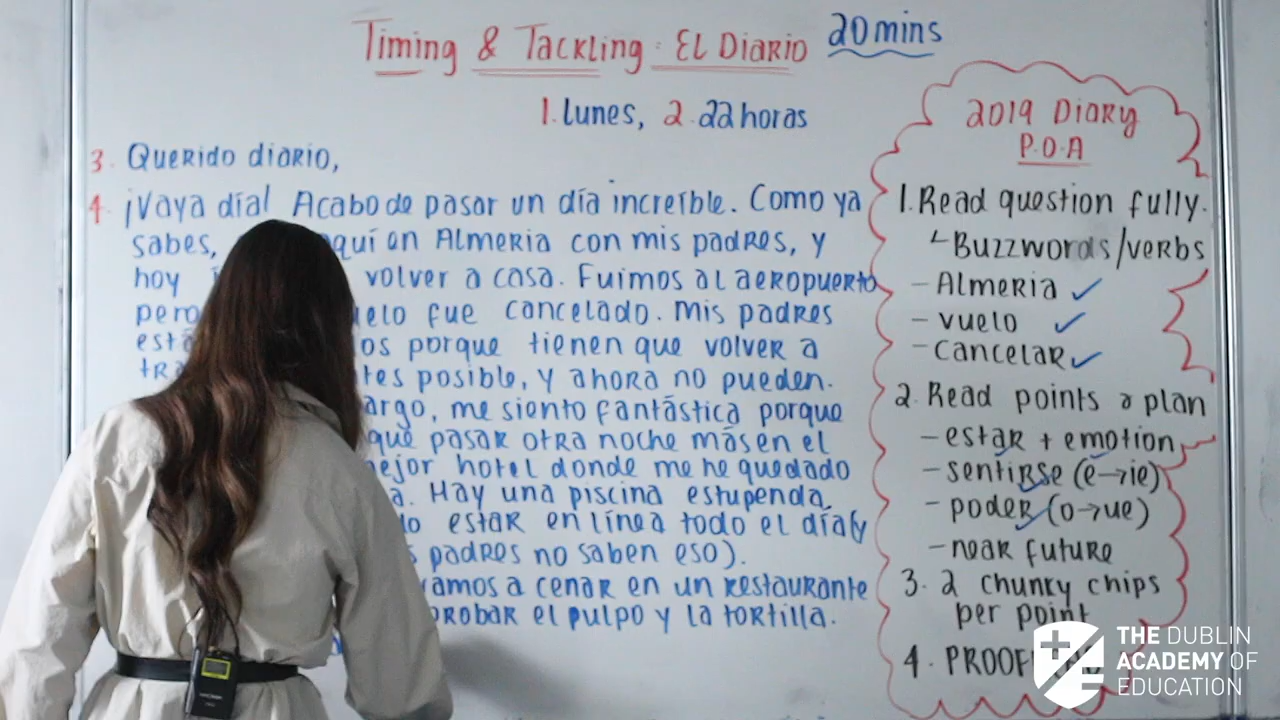 Timing & Tackling: El Diario 20 mins
1. Lunes, 2. 22 horas
3. Querido diario,
4. ¡Vaya día! Acabo de pasar un día increíble. Como ya
sabes, aquí en Almeria con mis padres, y
hoy volver a casa. Fuimos al aeropuerto
pero fue cancelado. Mis padres
porque tienen que volver a
posible, y ahora no pueden.
me siento fantástica porque
que pasar otra noche más en el
mejor hotel donde me he quedado
Hay una piscina estupenda,
estar en línea todo el día (y
padres no saben eso).
vamos a cenar en un restaurante
probar el pulpo y la tortilla.
2019 Diary
P.O.A
1. Read question fully.
Buzzwords/verbs
- Almeria ✓
- vuelo ✓
- cancelar ✓
2. Read points & plan
- estar + emotion
- sentirse (e→ie)
- poder (o→ue)
- near future
3. 2 chunky chips
per point
4. PROOF
THE DUBLIN
ACADEMY OF
EDUCATION